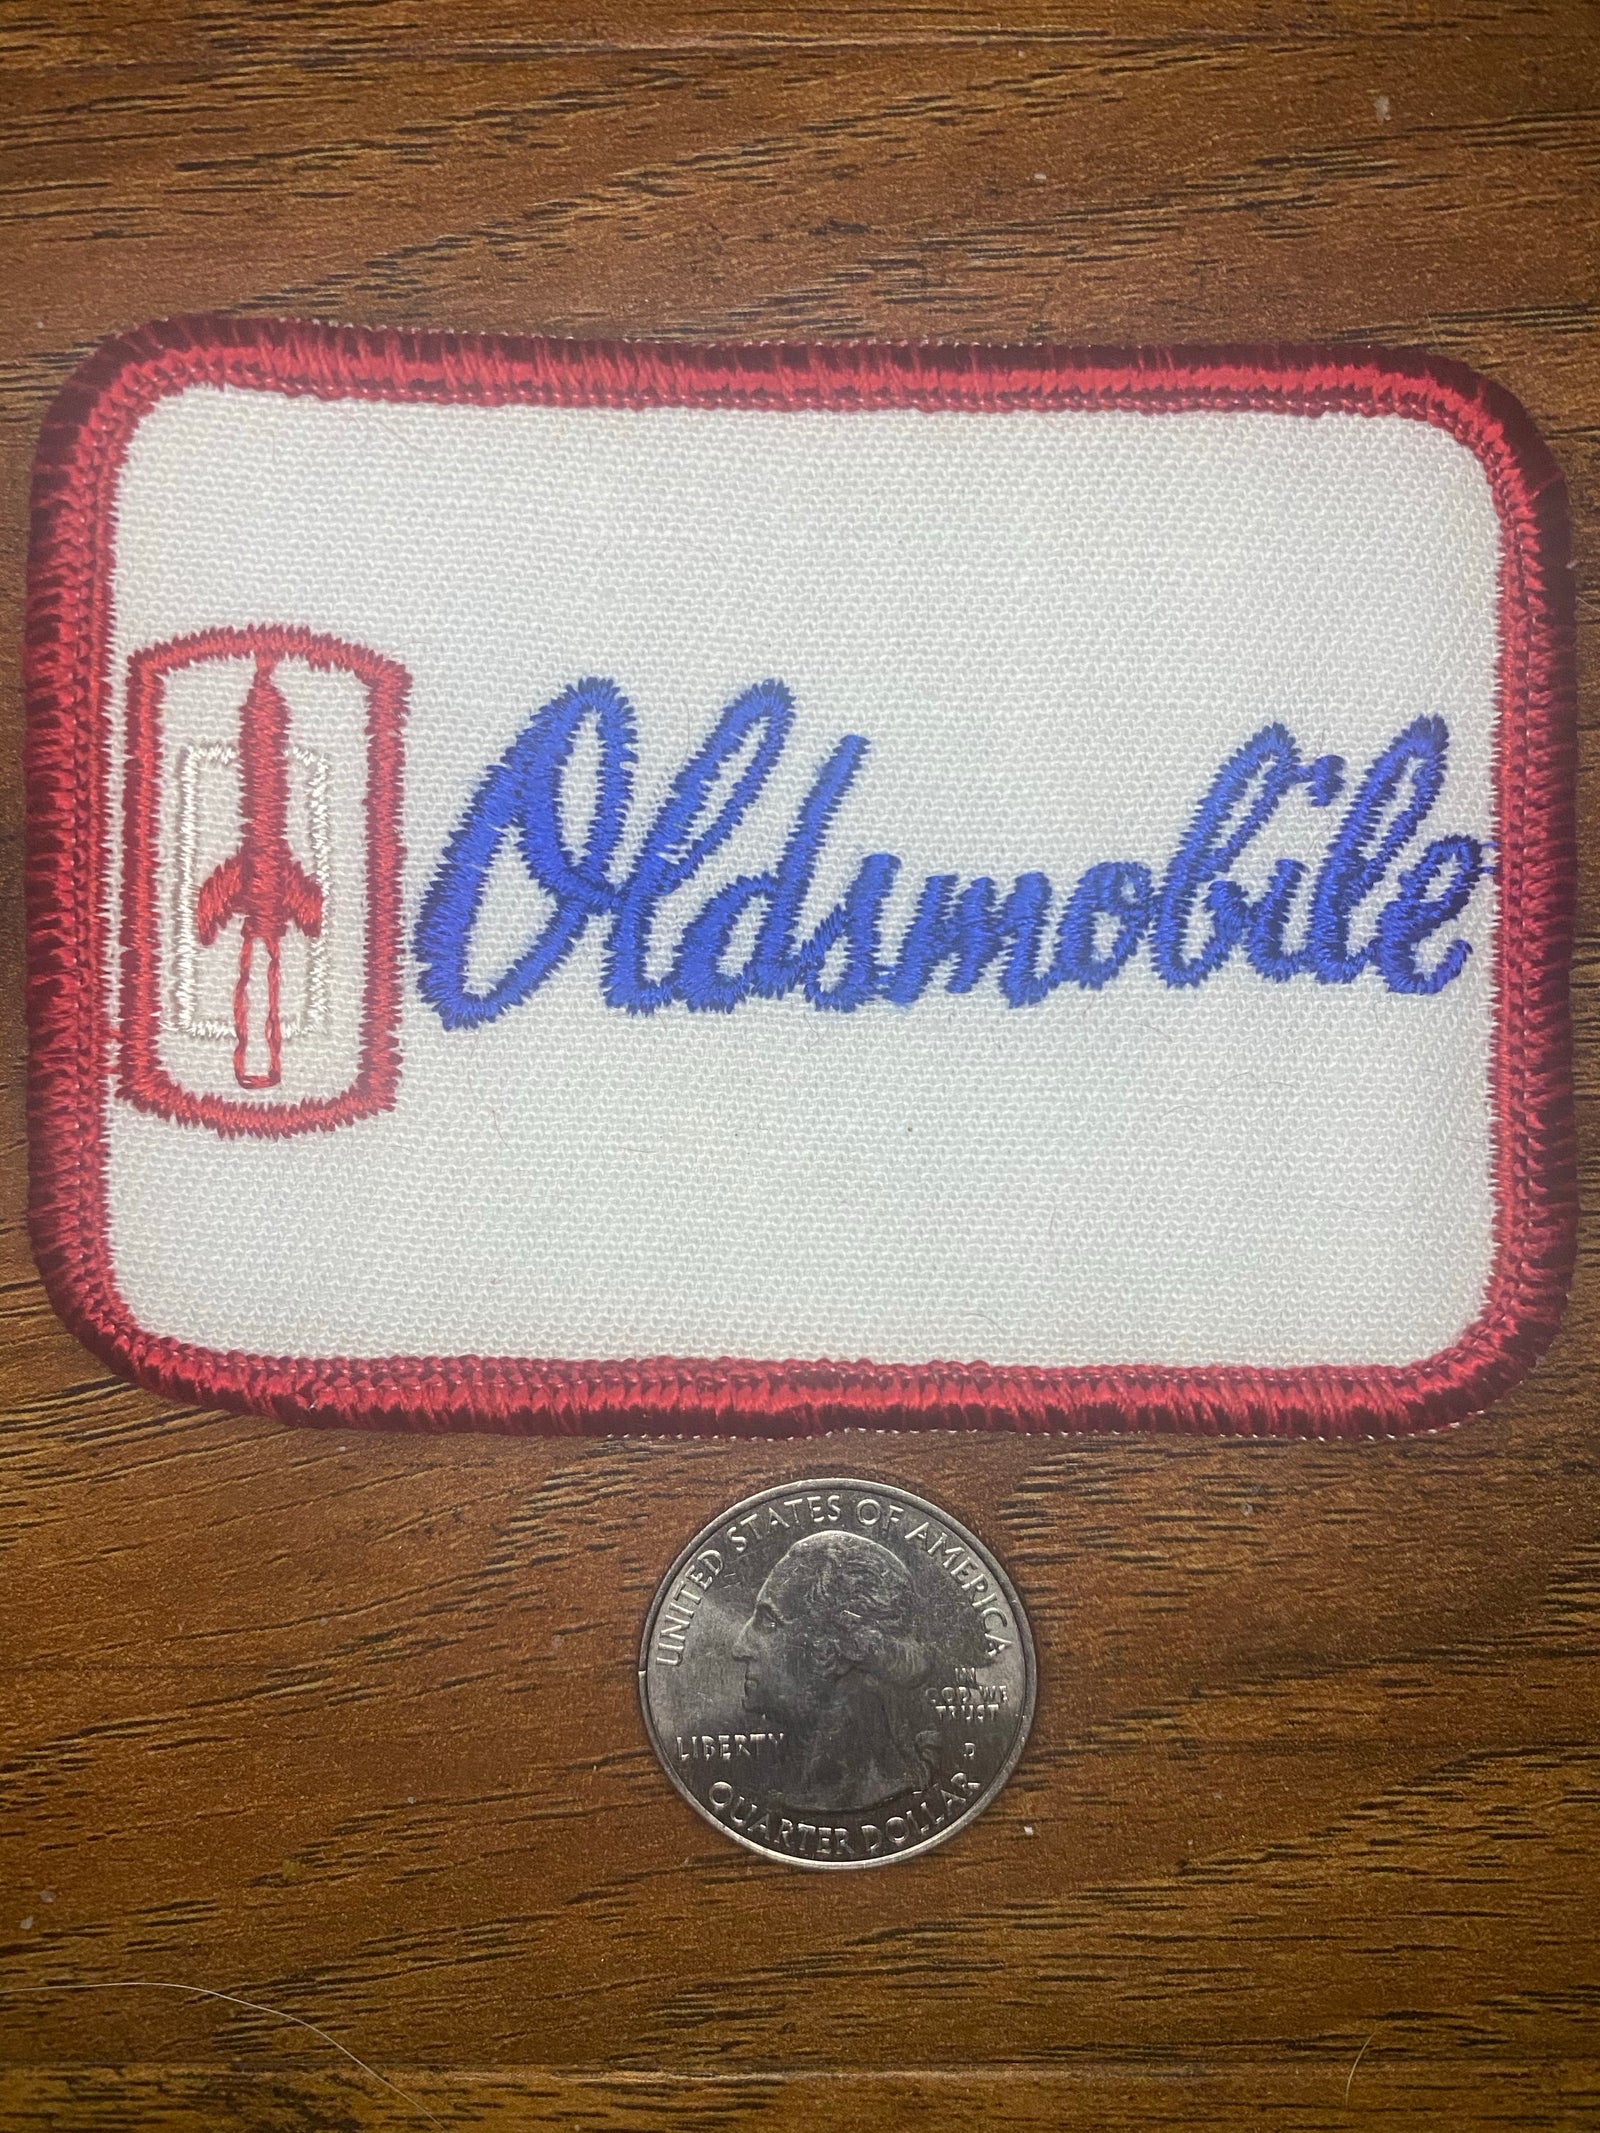 Oldsmobile
UNITED STATES OF AMERICA
IN
GOD WE
TRUST
LIBERTY
D
QUARTER DOLLAR